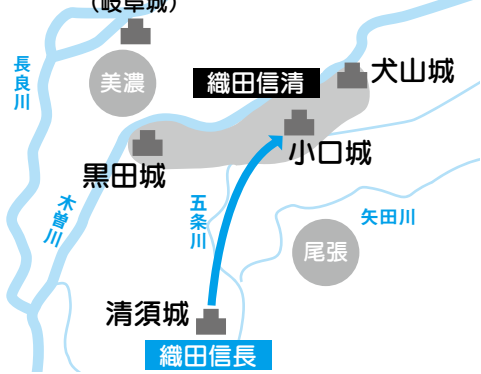 (岐阜城)
長良川
美濃
織田信清
犬山城
小口城
黒田城
木曽川
五条川
矢田川
尾張
清須城
織田信長